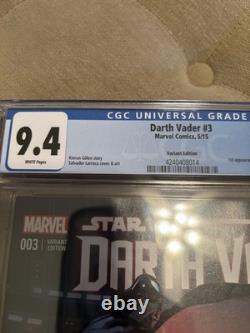 CGC UNIVERSAL GRADE
9.4
WHITE Pages
Darth Vader #3
Marvel Comics, 5/15
Variant Edition
Kieron Gillen story
Salvador Larroca cover & art
1st appearance
4240408014
MARVEL
003 VARIANT EDITION
STAR
DARTH V